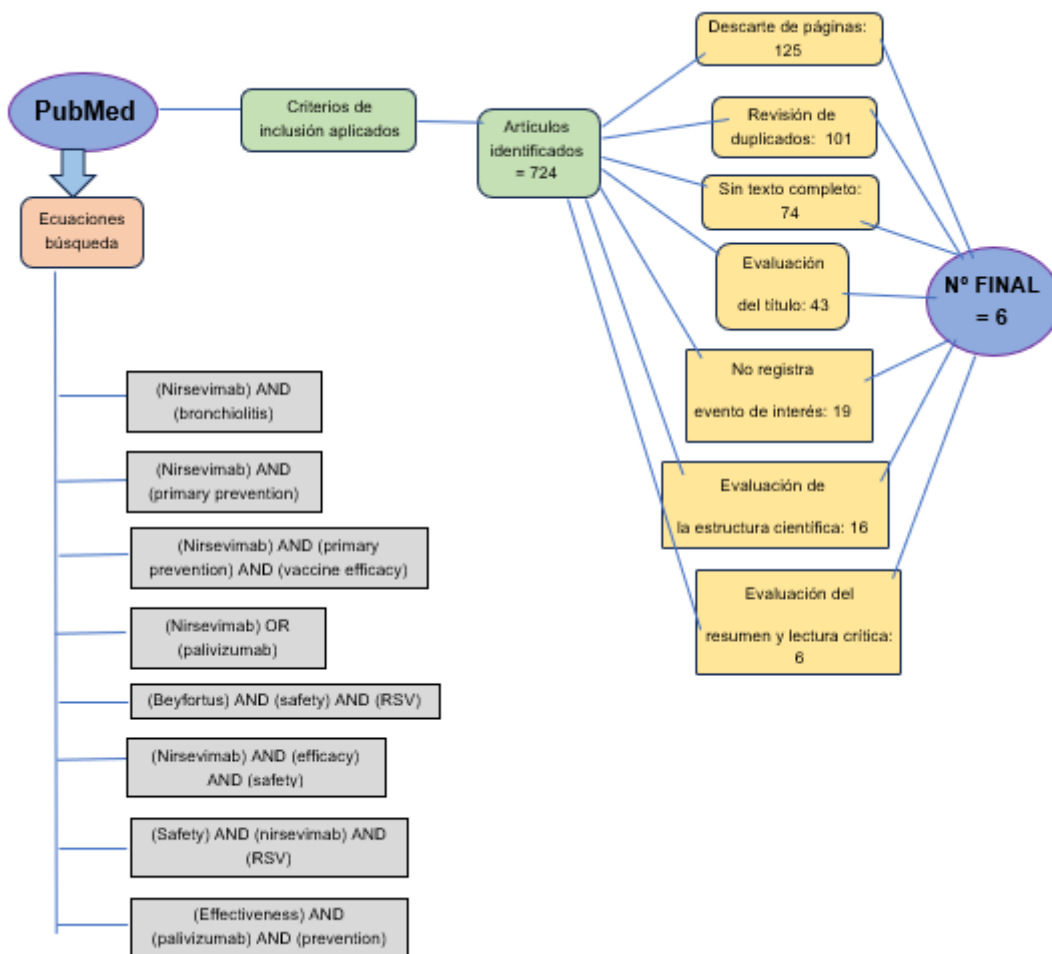 PubMed
Criterios de
inclusión aplicados
Artículos
identificados
= 724
Descarte de páginas:
125
Revisión de
duplicados: 101
Sin texto completo:
74
Evaluación
del título: 43
No registra
evento de interés: 19
Evaluación de
la estructura científica: 16
Evaluación del
resumen y lectura crítica:
6
Nº FINAL
= 6
Ecuaciones
búsqueda
(Nirsevimab) AND
(bronchiolitis)
(Nirsevimab) AND
(primary prevention)
(Nirsevimab) AND (primary
prevention) AND (vaccine efficacy)
(Nirsevimab) OR
(palivizumab)
(Beyfortus) AND (safety) AND (RSV)
(Nirsevimab) AND (efficacy)
AND (safety)
(Safety) AND (nirsevimab) AND
(RSV)
(Effectiveness) AND
(palivizumab) AND (prevention)